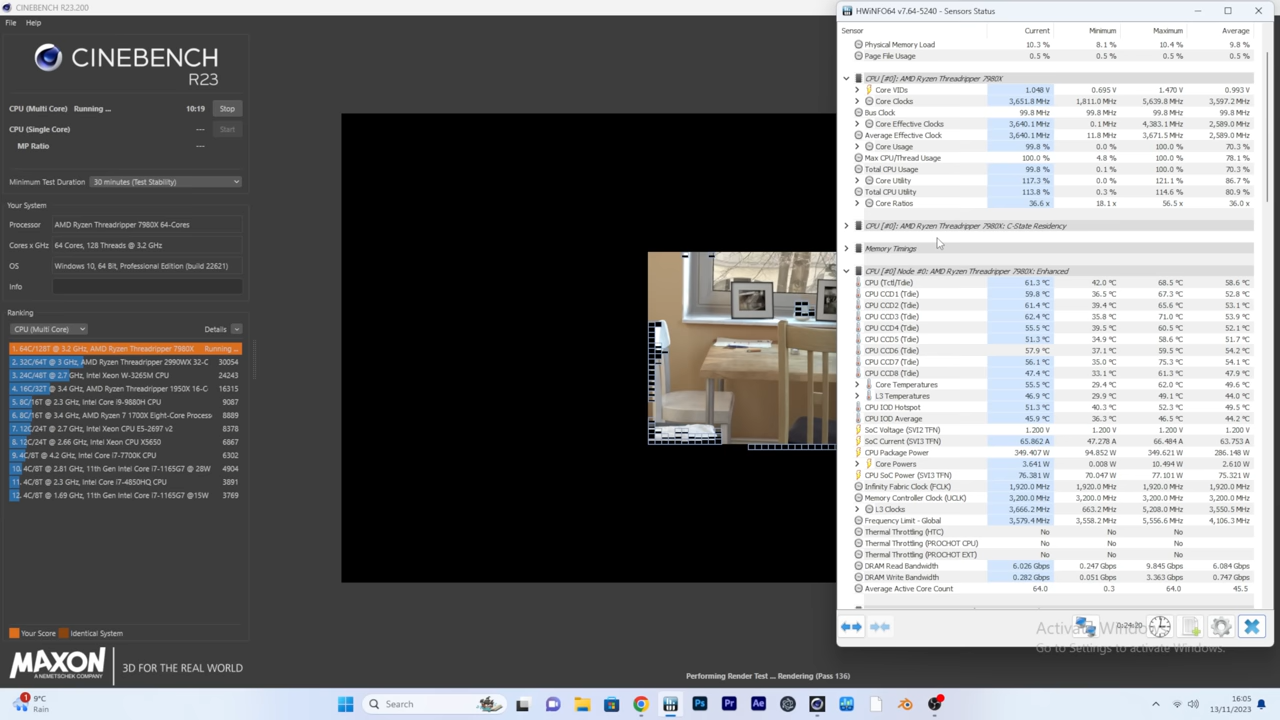 CINEBENCH R23.200
File Help
CINEBENCH
R23
CPU (Multi Core) Running ... 10:19 Stop
CPU (Single Core) --- Start
MP Ratio ---
Minimum Test Duration 30 minutes (Test Stability)
Your System
Processor AMD Ryzen Threadripper 7980X 64-Cores
Cores x GHz 64 Cores, 128 Threads @ 3.2 GHz
OS Windows 10, 64 Bit, Professional Edition (build 22621)
Info
Ranking
CPU (Multi Core) Details
1. 64C/128T @ 3.2 GHz, AMD Ryzen Threadripper 7980X Running ...
2. 32C/64T @ 3 GHz, AMD Ryzen Threadripper 2990WX 32-C 30054
3. 24C/48T @ 2.7 GHz, Intel Xeon W-3265M CPU 24243
4. 16C/32T @ 3.4 GHz, AMD Ryzen Threadripper 1950X 16-C 16315
5. 8C/16T @ 2.3 GHz, Intel Core i9-9880H CPU 9087
6. 8C/16T @ 3.4 GHz, AMD Ryzen 7 1700X Eight-Core Proces 8889
7. 12C/24T @ 2.7 GHz, Intel Xeon CPU E5-2697 v2 8378
8. 12C/24T @ 2.66 GHz, Intel Xeon CPU X5650 6867
9. 4C/8T @ 4.2 GHz, Intel Core i7-7700K CPU 6302
10. 4C/8T @ 2.81 GHz, 11th Gen Intel Core i7-1165G7 @ 28W 4904
11. 4C/8T @ 2.3 GHz, Intel Core i7-4850HQ CPU 3891
12. 4C/8T @ 1.69 GHz, 11th Gen Intel Core i7-1165G7 @15W 3769
Your Score Identical System
MAXON
A NEMETSCHEK COMPANY
3D FOR THE REAL WORLD
Performing Render Test ... Rendering (Pass 136)
HWiNFO64 v7.64-5240 - Sensors Status
Sensor Current Minimum Maximum Average
Physical Memory Load 10.3 % 8.1 % 10.4 % 9.8 %
Page File Usage 0.5 % 0.5 % 0.5 % 0.5 %
CPU [#0]: AMD Ryzen Threadripper 7980X
Core VIDs 1.048 V 0.695 V 1.470 V 0.993 V
Core Clocks 3,651.8 MHz 1,811.0 MHz 5,639.8 MHz 3,597.2 MHz
Bus Clock 99.8 MHz 99.8 MHz 99.8 MHz 99.8 MHz
Core Effective Clocks 3,640.1 MHz 0.1 MHz 4,383.1 MHz 2,589.0 MHz
Average Effective Clock 3,640.1 MHz 11.8 MHz 3,671.5 MHz 2,589.0 MHz
Core Usage 99.8 % 0.0 % 100.0 % 70.3 %
Max CPU/Thread Usage 100.0 % 4.8 % 100.0 % 78.1 %
Total CPU Usage 99.8 % 0.1 % 100.0 % 70.3 %
Core Utility 117.3 % 0.0 % 121.1 % 86.7 %
Total CPU Utility 113.8 % 0.3 % 114.6 % 80.9 %
Core Ratios 36.6 x 18.1 x 56.5 x 36.0 x
CPU [#0]: AMD Ryzen Threadripper 7980X: C-State Residency
Memory Timings
CPU [#0] Node #0: AMD Ryzen Threadripper 7980X: Enhanced
CPU (Tctl/Tdie) 61.3 °C 42.0 °C 68.5 °C 58.6 °C
CPU CCD1 (Tdie) 59.8 °C 36.5 °C 67.3 °C 52.8 °C
CPU CCD2 (Tdie) 61.4 °C 39.4 °C 65.6 °C 53.1 °C
CPU CCD3 (Tdie) 62.4 °C 35.8 °C 71.0 °C 53.9 °C
CPU CCD4 (Tdie) 55.5 °C 39.5 °C 60.5 °C 52.1 °C
CPU CCD5 (Tdie) 51.3 °C 34.9 °C 58.1 °C 51.7 °C
CPU CCD6 (Tdie) 57.9 °C 37.1 °C 59.5 °C 54.2 °C
CPU CCD7 (Tdie) 56.1 °C 35.0 °C 75.3 °C 54.2 °C
CPU CCD8 (Tdie) 47.4 °C 33.1 °C 61.3 °C 47.9 °C
Core Temperatures 55.5 °C 29.4 °C 62.0 °C 49.6 °C
L3 Temperatures 46.9 °C 29.9 °C 49.1 °C 44.0 °C
CPU IOD Hotspot 51.3 °C 40.3 °C 52.3 °C 49.5 °C
CPU IOD Average 45.9 °C 36.3 °C 46.5 °C 44.2 °C
SoC Voltage (SVI2 TFN) 1.200 V 1.200 V 1.200 V 1.200 V
SoC Current (SVI3 TFN) 65.862 A 47.278 A 66.484 A 63.753 A
CPU Package Power 349.407 W 94.852 W 349.621 W 286.148 W
Core Powers 3.641 W 0.008 W 10.494 W 2.610 W
CPU SoC Power (SVI3 TFN) 76.381 W 70.047 W 77.101 W 75.321 W
Infinity Fabric Clock (FCLK) 1,920.0 MHz 1,920.0 MHz 1,920.0 MHz 1,920.0 MHz
Memory Controller Clock (UCLK) 3,200.0 MHz 3,200.0 MHz 3,200.0 MHz 3,200.0 MHz
L3 Clocks 3,666.2 MHz 663.2 MHz 5,208.0 MHz 3,550.5 MHz
Frequency Limit - Global 3,579.4 MHz 3,558.2 MHz 5,556.6 MHz 4,106.3 MHz
Thermal Throttling (HTC) No No No
Thermal Throttling (PROCHOT CPU) No No No
Thermal Throttling (PROCHOT EXT) No No No
DRAM Read Bandwidth 6.026 Gbps 0.247 Gbps 9.845 Gbps 6.084 Gbps
DRAM Write Bandwidth 0.282 Gbps 0.051 Gbps 3.363 Gbps 0.747 Gbps
Average Active Core Count 64.0 0.3 64.0 45.5
0:24:20
Activate Windows
Go to Settings to activate Windows.
1
9°C
Rain
Search
Ps Pr Ae
16:05
13/11/2023